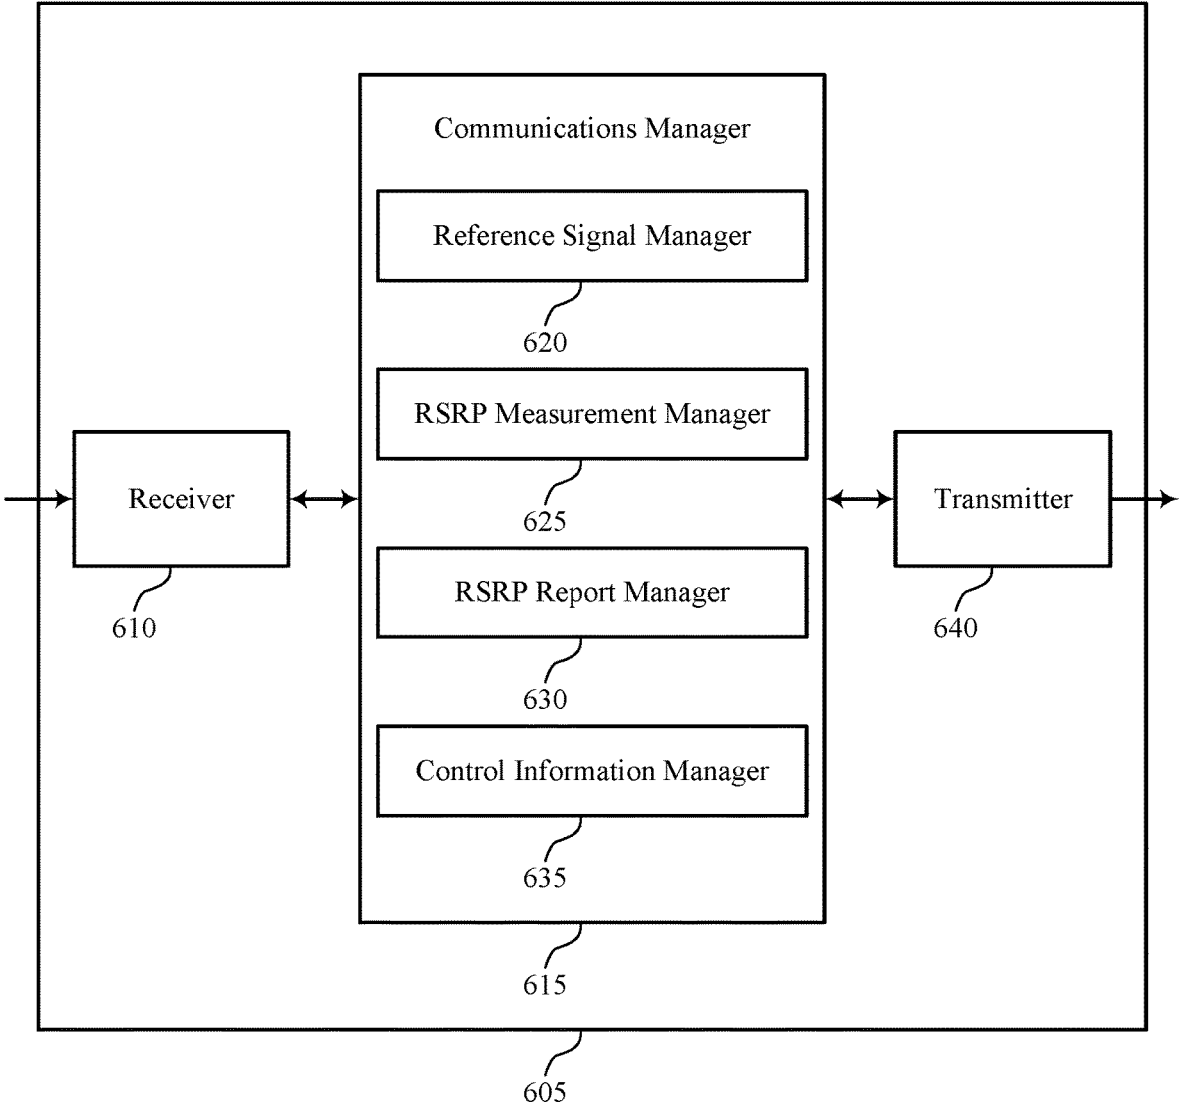 Communications Manager
Reference Signal Manager
620
RSRP Measurement Manager
625
Receiver
610
Transmitter
640
RSRP Report Manager
630
Control Information Manager
635
615
605